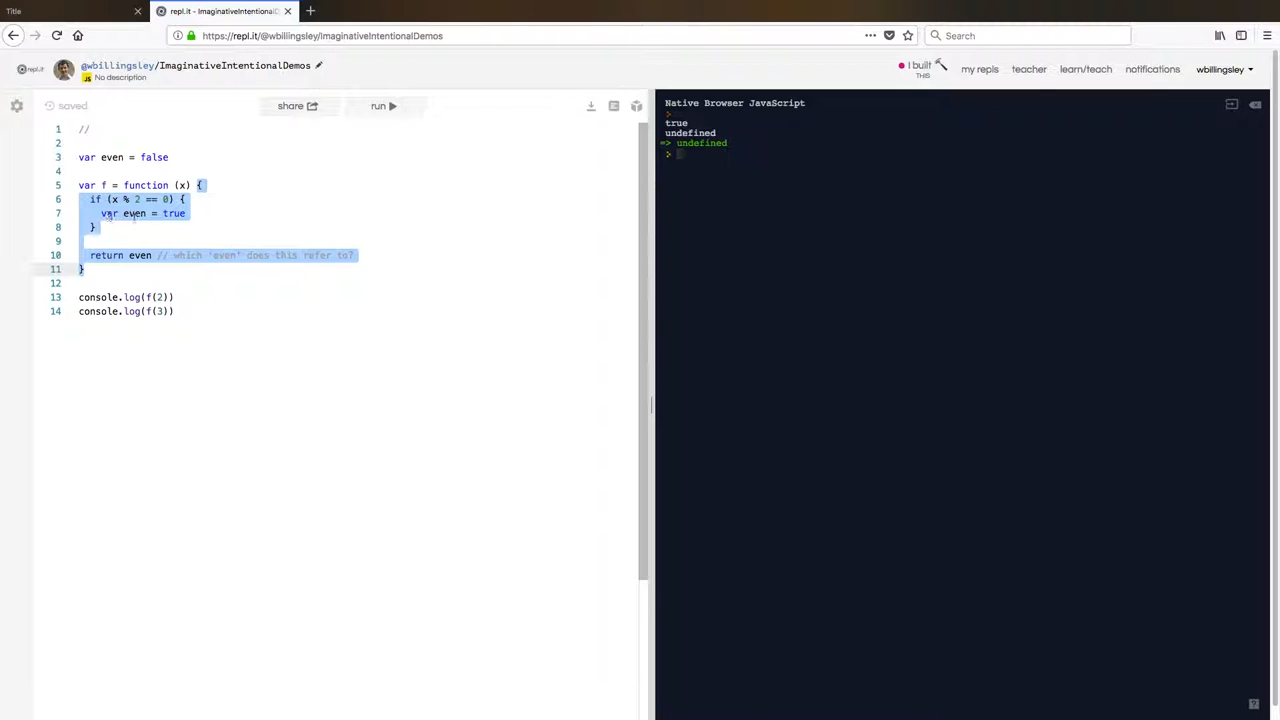 Title
repl.it - ImaginativeIntentionalD
https://repl.it/@wbillingsley/ImaginativeIntentionalDemos
Search
repl.it
@wbillingsley/ImaginativeIntentionalDemos
No description
I built
THIS
my repls
teacher
learn/teach
notifications
wbillingsley
saved
share
run
1 //
2
3 var even = false
4
5 var f = function (x) {
6 if (x % 2 == 0) {
7 var even = true
8 }
9
10 return even // which 'even' does this refer to?
11 }
12
13 console.log(f(2))
14 console.log(f(3))
Native Browser JavaScript
>
true
undefined
=> undefined
>
?